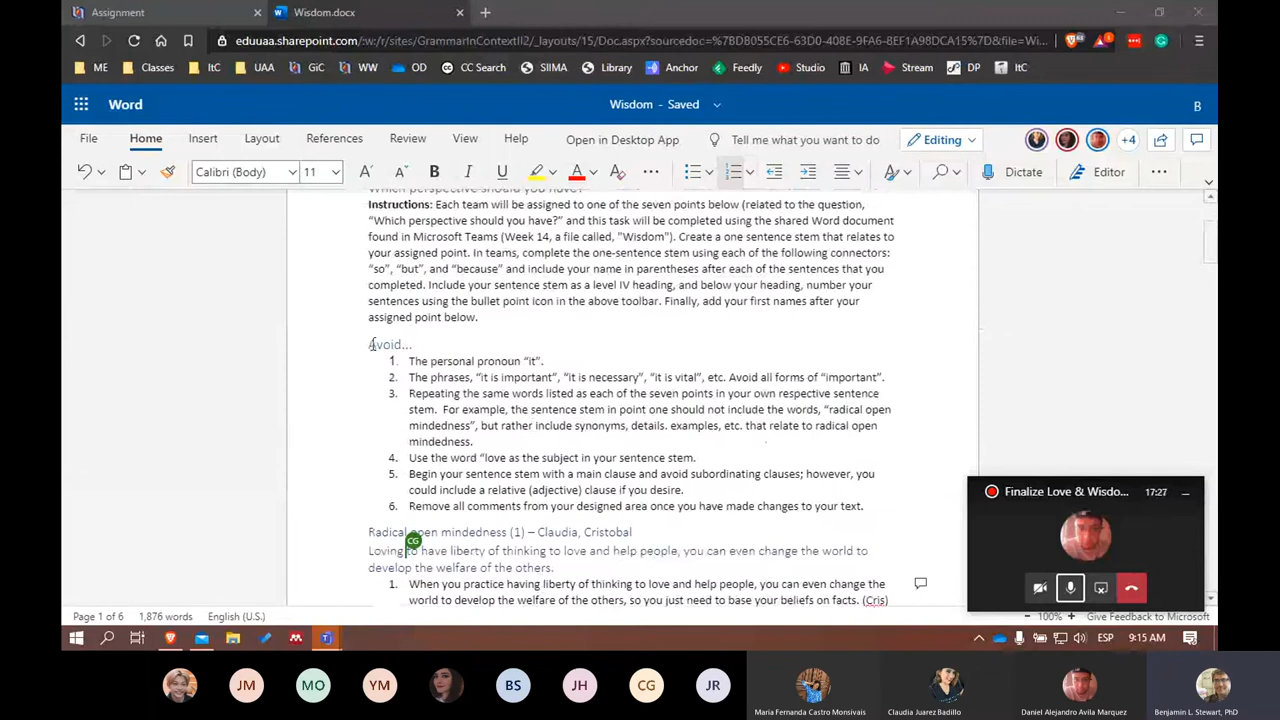 Assignment
Wisdom.docx
eduuaa.sharepoint.com/:w:/r/sites/GrammarInContextII2/_layouts/15/Doc.aspx?sourcedoc=%7BDB055CE6-63D0-408E-9FA6-8EF1A98DCA15%7D&file=Wi...
ME Classes ItC UAA GiC WW OD CC Search SIIMA Library Anchor Feedly Studio IA Stream DP ItC
Word
Wisdom - Saved
B
File Home Insert Layout References Review View Help Open in Desktop App Tell me what you want to do Editing +4
Calibri (Body) 11 B I U A Dictate Editor
Which perspective should you have?
Instructions: Each team will be assigned to one of the seven points below (related to the question,
“Which perspective should you have?” and this task will be completed using the shared Word document
found in Microsoft Teams (Week 14, a file called, "Wisdom"). Create a one sentence stem that relates to
your assigned point. In teams, complete the one-sentence stem using each of the following connectors:
“so”, “but”, and “because” and include your name in parentheses after each of the sentences that you
completed. Include your sentence stem as a level IV heading, and below your heading, number your
sentences using the bullet point icon in the above toolbar. Finally, add your first names after your
assigned point below.
Avoid...
1. The personal pronoun “it”.
2. The phrases, “it is important”, “it is necessary”, “it is vital”, etc. Avoid all forms of “important”.
3. Repeating the same words listed as each of the seven points in your own respective sentence
stem. For example, the sentence stem in point one should not include the words, “radical open
mindedness”, but rather include synonyms, details. examples, etc. that relate to radical open
mindedness.
4. Use the word “love as the subject in your sentence stem.
5. Begin your sentence stem with a main clause and avoid subordinating clauses; however, you
could include a relative (adjective) clause if you desire.
6. Remove all comments from your designed area once you have made changes to your text.
Radical open mindedness (1) – Claudia, Cristobal
CG
Loving to have liberty of thinking to love and help people, you can even change the world to
develop the welfare of the others.
1. When you practice having liberty of thinking to love and help people, you can even change the
world to develop the welfare of the others, so you just need to base your beliefs on facts. (Cris)
Finalize Love & Wisdo... 17:27
Page 1 of 6 1,876 words English (U.S.) 100% Give Feedback to Microsoft
ESP 9:15 AM
JM MO YM BS JH CG JR
Maria Fernanda Castro Monsivais Claudia Juarez Badillo Daniel Alejandro Avila Marquez Benjamin L. Stewart, PhD